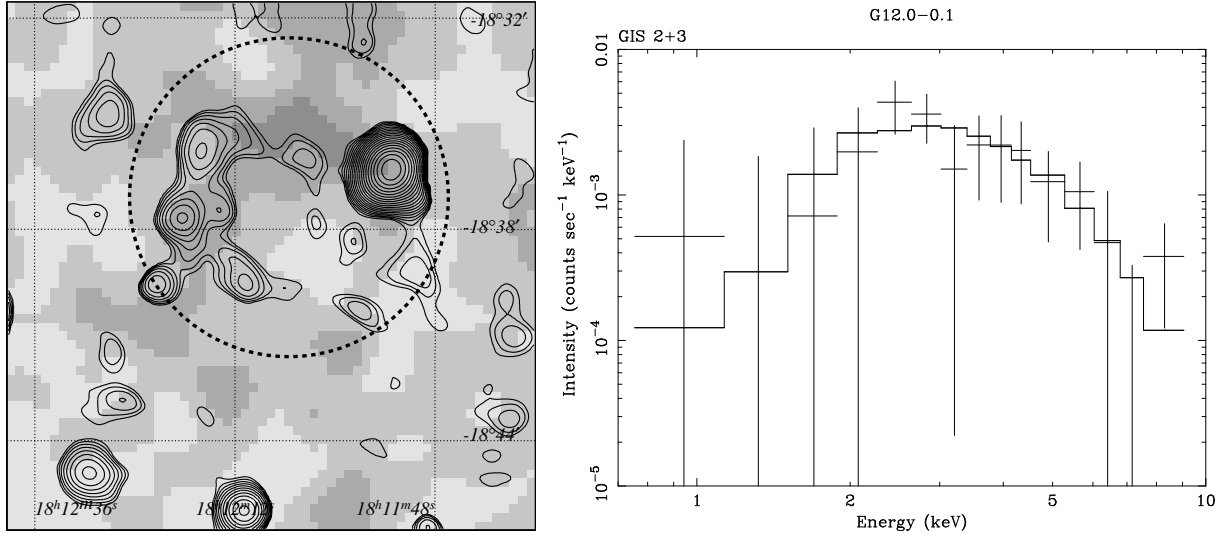 -18°32′
-18°38′
-18°44′
18h12m36s
18h12m12s
18h11m48s
G12.0−0.1
GIS 2+3
Intensity (counts sec−1 keV−1)
0.01
10−3
10−4
10−5
1
2
5
10
Energy (keV)